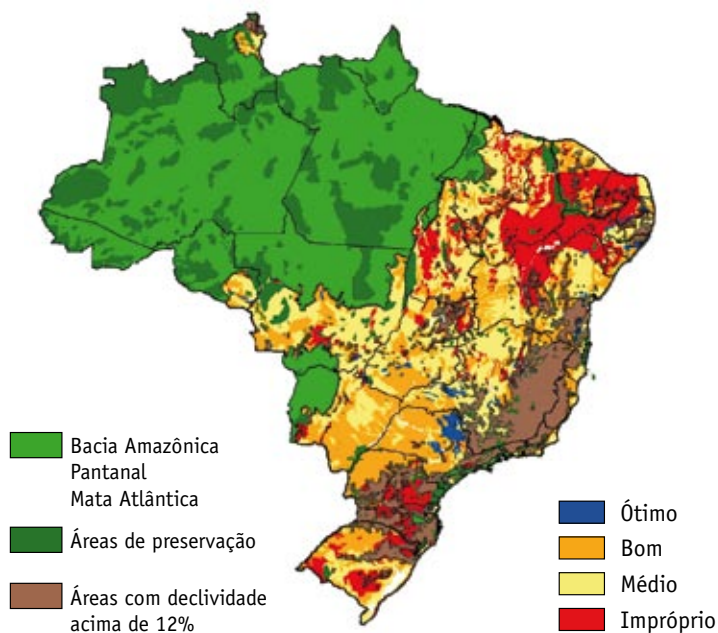 Bacia Amazônica
Pantanal
Mata Atlântica
Áreas de preservação
Áreas com declividade
acima de 12%
Ótimo
Bom
Médio
Impróprio